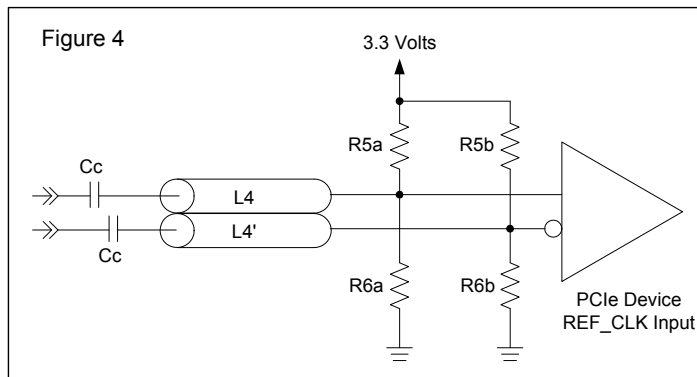 Figure 4
3.3 Volts
R5a
R5b
Cc
L4
L4'
Cc
R6a
R6b
PCIe Device
REF_CLK Input